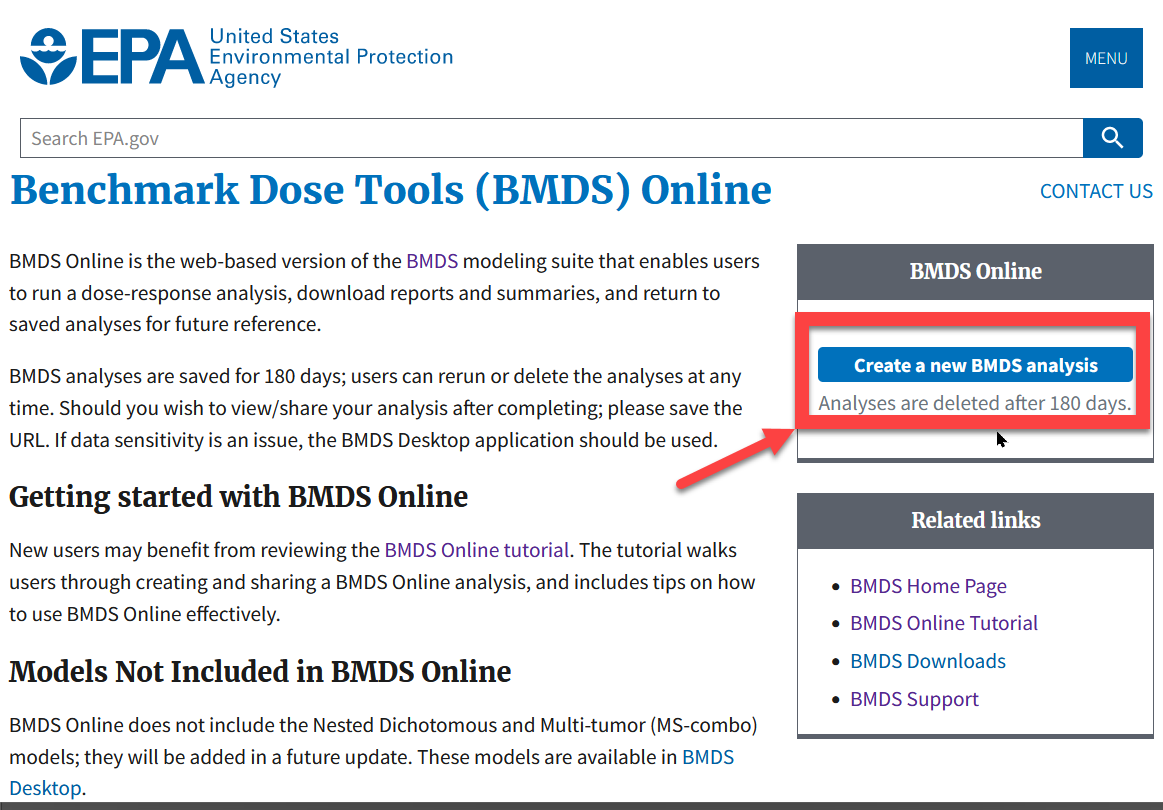 EPA United States
Environmental Protection
Agency
MENU
Search EPA.gov
Benchmark Dose Tools (BMDS) Online
CONTACT US
BMDS Online is the web-based version of the BMDS modeling suite that enables users
to run a dose-response analysis, download reports and summaries, and return to
saved analyses for future reference.
BMDS analyses are saved for 180 days; users can rerun or delete the analyses at any
time. Should you wish to view/share your analysis after completing; please save the
URL. If data sensitivity is an issue, the BMDS Desktop application should be used.
Getting started with BMDS Online
New users may benefit from reviewing the BMDS Online tutorial. The tutorial walks
users through creating and sharing a BMDS Online analysis, and includes tips on how
to use BMDS Online effectively.
Models Not Included in BMDS Online
BMDS Online does not include the Nested Dichotomous and Multi-tumor (MS-combo)
models; they will be added in a future update. These models are available in BMDS
Desktop.
BMDS Online
Create a new BMDS analysis
Analyses are deleted after 180 days.
Related links
• BMDS Home Page
• BMDS Online Tutorial
• BMDS Downloads
• BMDS Support